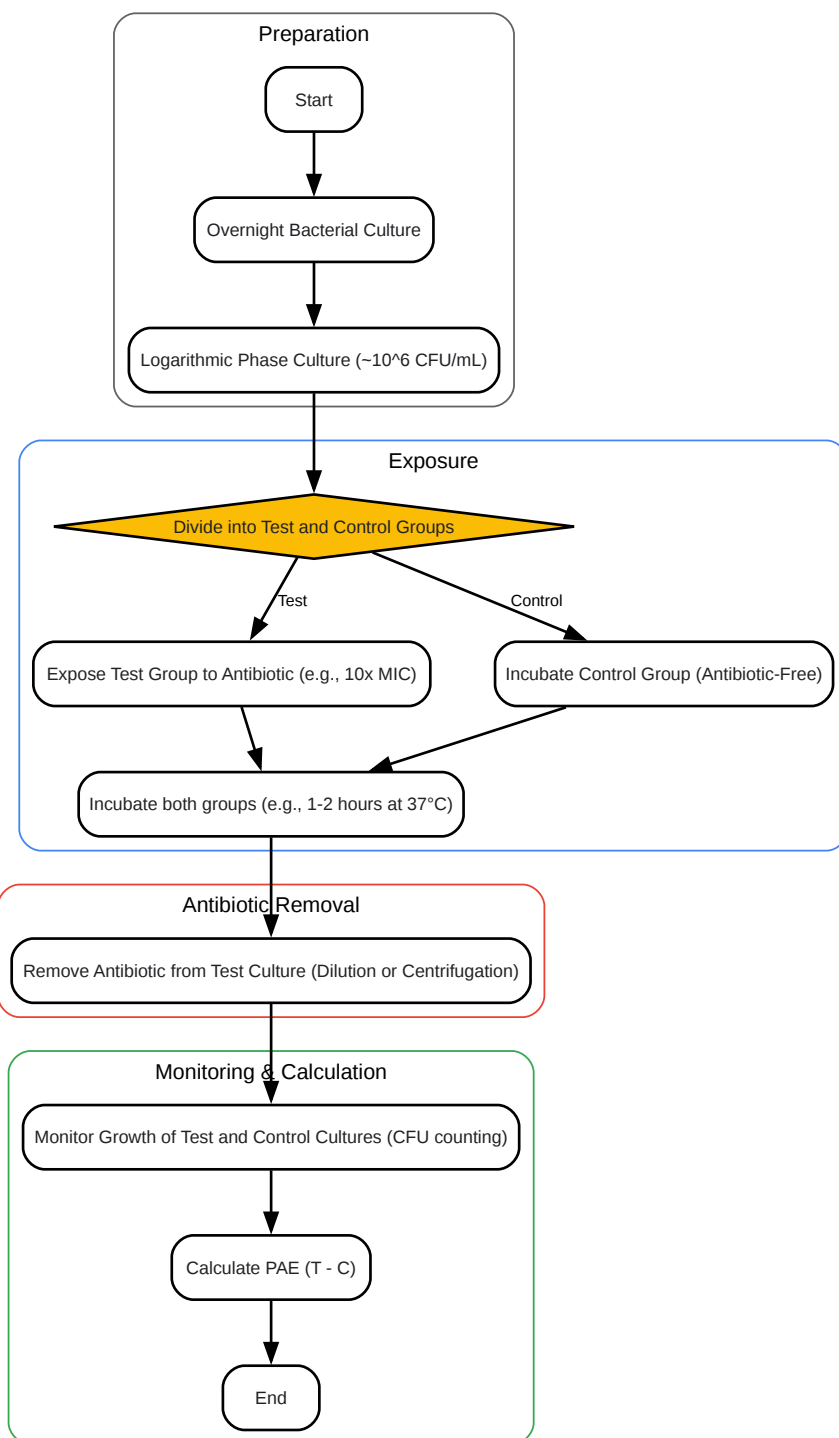 Preparation
Start
Overnight Bacterial Culture
Logarithmic Phase Culture (~10^6 CFU/mL)
Exposure
Divide into Test and Control Groups
Test
Control
Expose Test Group to Antibiotic (e.g., 10x MIC)
Incubate Control Group (Antibiotic-Free)
Incubate both groups (e.g., 1-2 hours at 37°C)
Antibiotic Removal
Remove Antibiotic from Test Culture (Dilution or Centrifugation)
Monitoring & Calculation
Monitor Growth of Test and Control Cultures (CFU counting)
Calculate PAE (T - C)
End